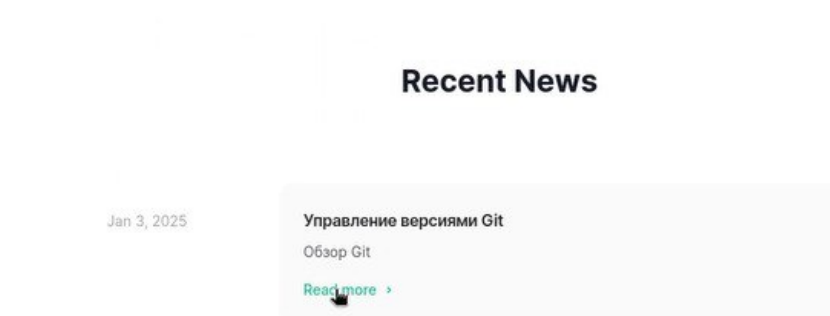 Recent News
Jan 3, 2025
Управление версиями Git
Обзор Git
Read more ›